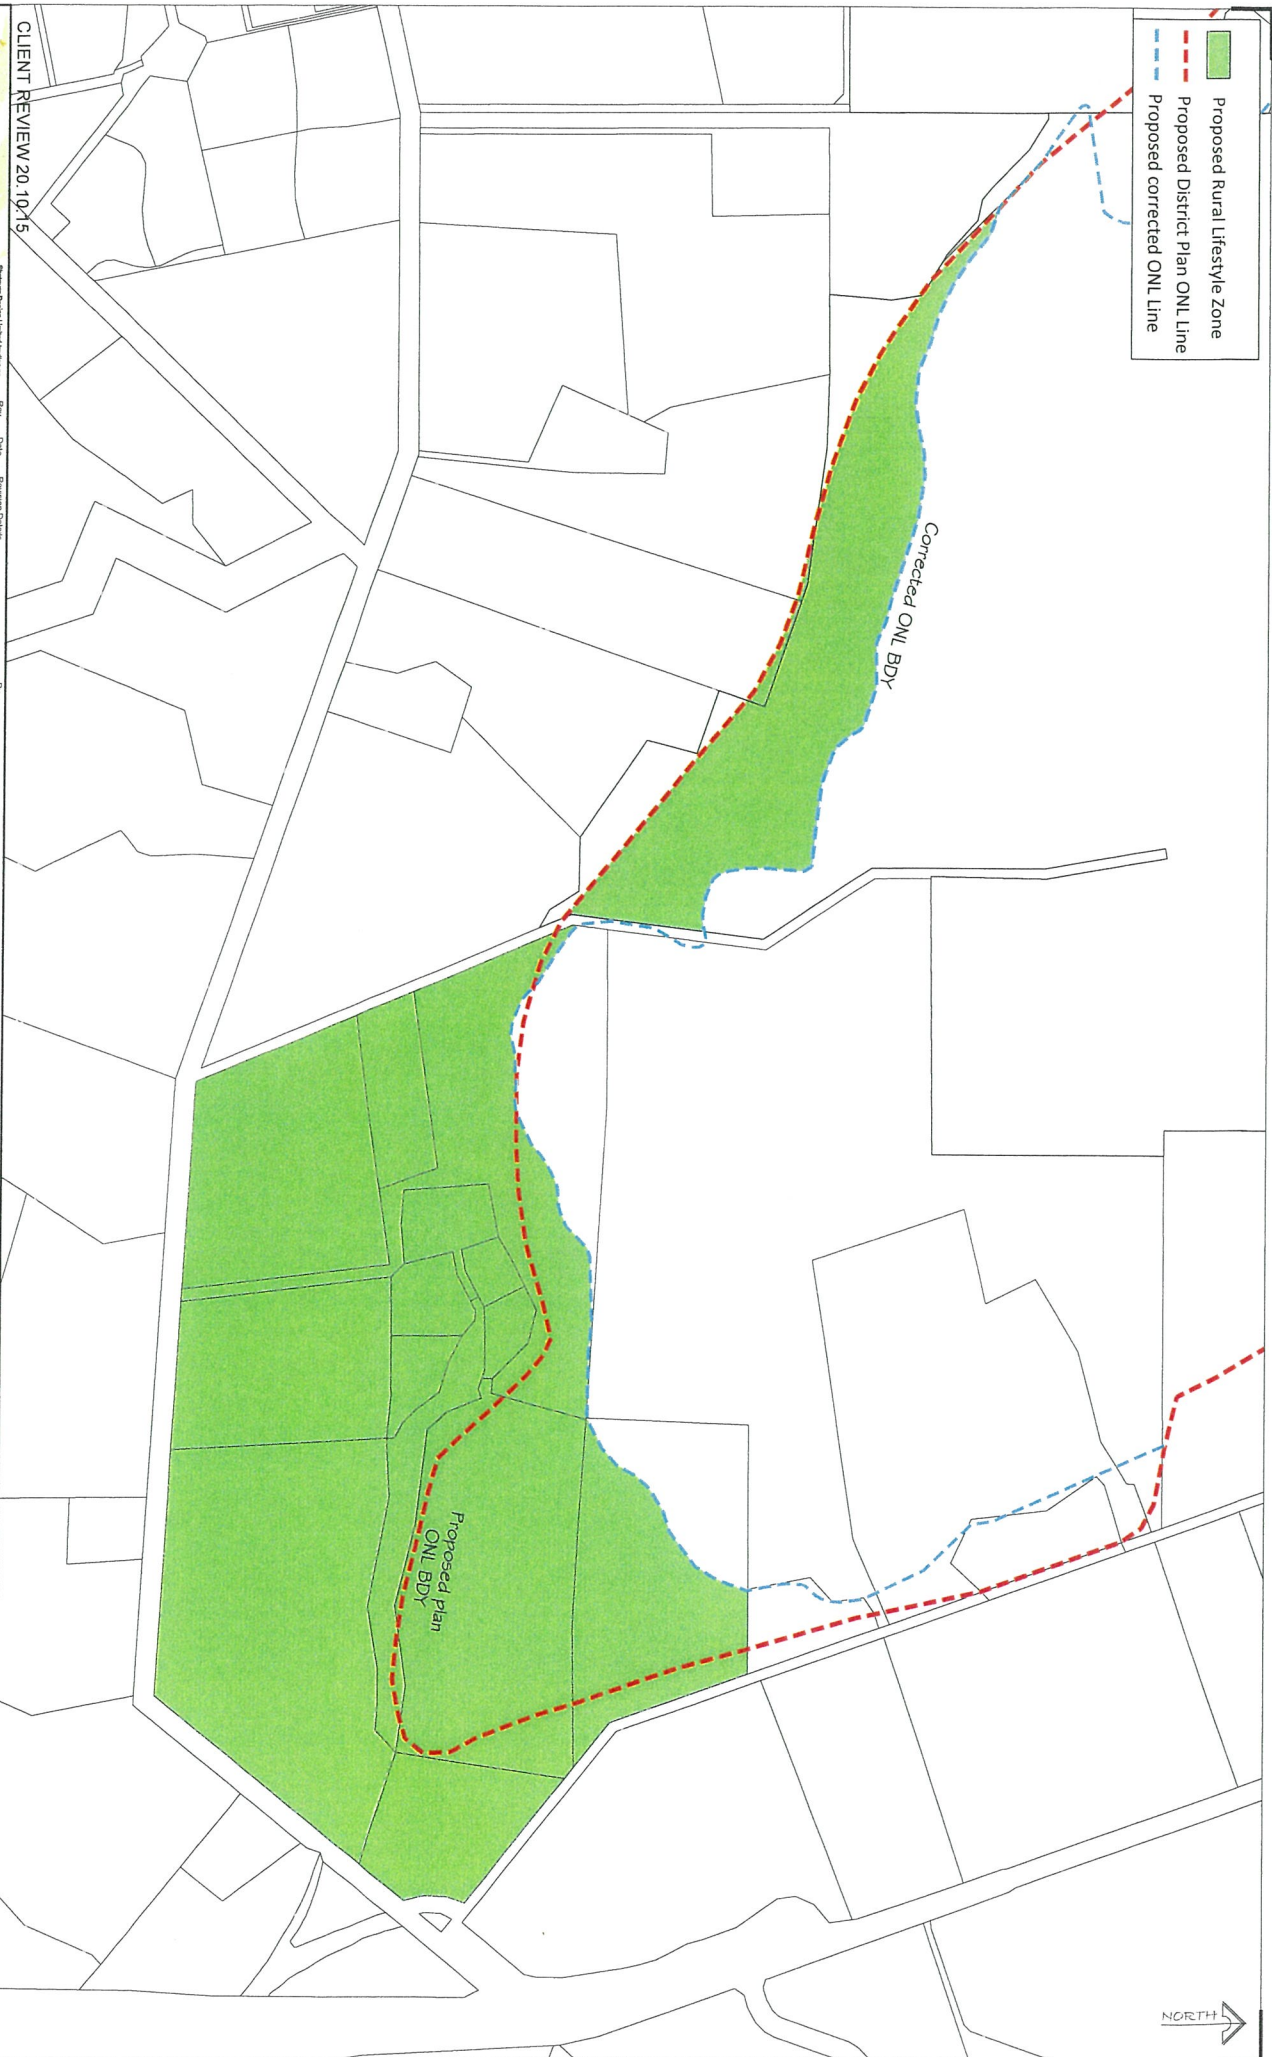 Proposed Rural Lifestyle Zone
Proposed District Plan ONL Line
Proposed corrected ONL Line
Corrected ONL BDY
Proposed plan
ONL BDY
NORTH
CLIENT REVIEW 20.10.15